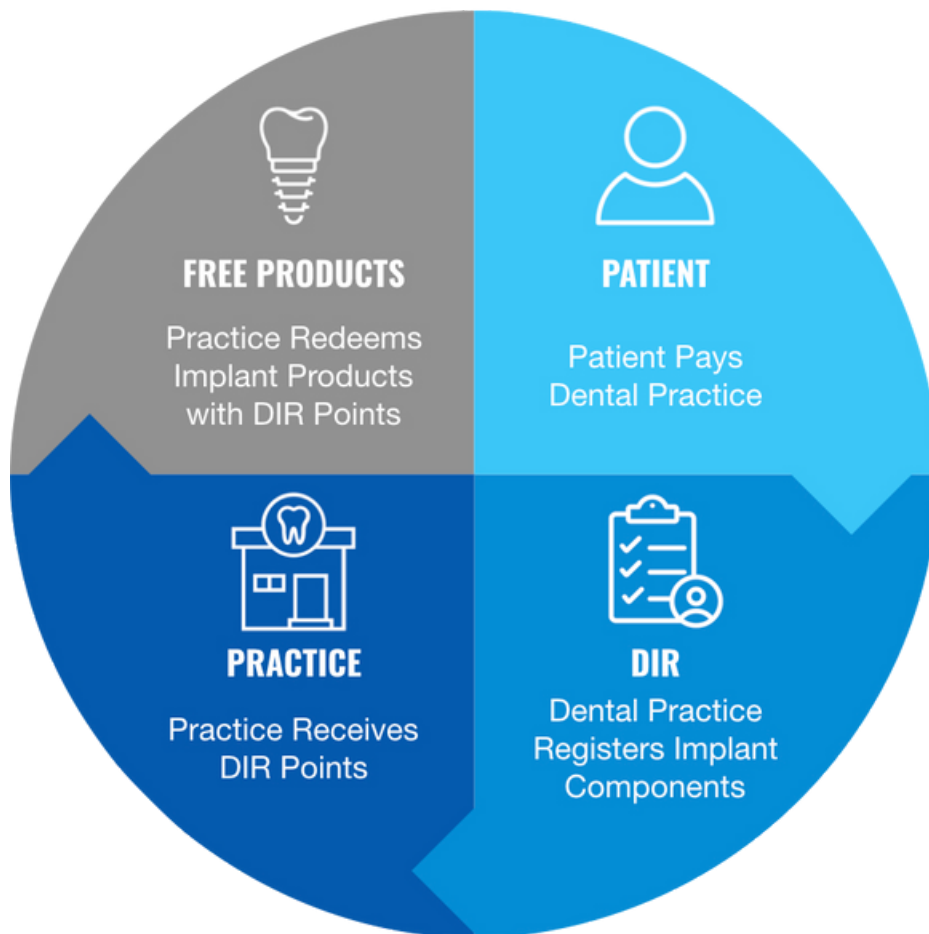 FREE PRODUCTS
Practice Redeems
Implant Products
with DIR Points
PATIENT
Patient Pays
Dental Practice
PRACTICE
Practice Receives
DIR Points
DIR
Dental Practice
Registers Implant
Components